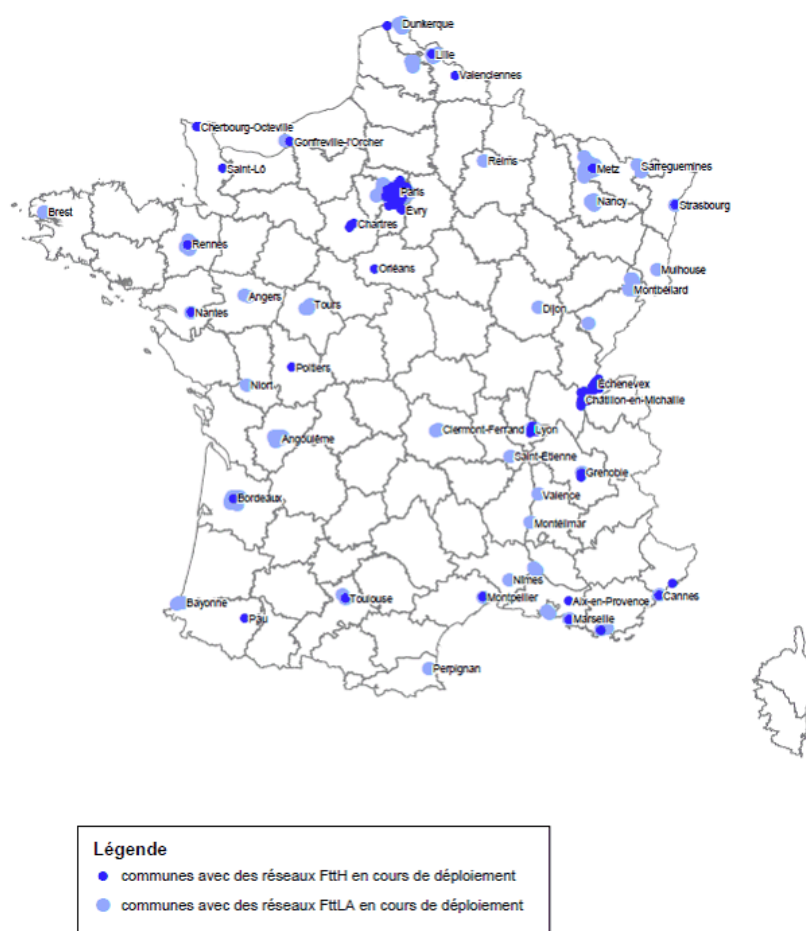 Dunkerque
Lille
Valenciennes
Cherbourg-Octeville
Gonfreville-l'Orcher
Saint-Lô
Reims
Metz
Sarreguemines
Paris
Nancy
Strasbourg
Évry
Brest
Chartres
Rennes
Orléans
Mulhouse
Montbéliard
Angers
Tours
Dijon
Nantes
Poitiers
Niort
Échenevex
Châtillon-en-Michaille
Clermont-Ferrand
Lyon
Angoulême
Saint-Etienne
Grenoble
Bordeaux
Valence
Montélimar
Nîmes
Bayonne
Toulouse
Montpellier
Aix-en-Provence
Cannes
Pau
Marseille
Perpignan
Légende
communes avec des réseaux FttH en cours de déploiement
communes avec des réseaux FttLA en cours de déploiement